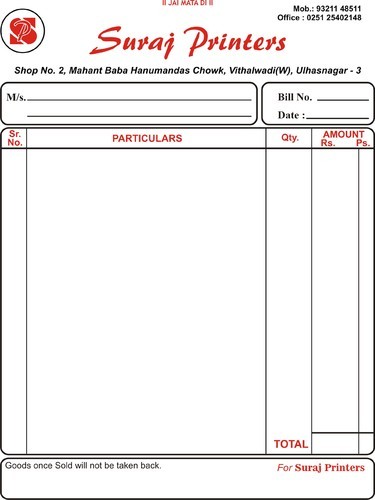 II JAI MATA DI II
Mob.: 93211 48511
Office : 0251 25402148
Suraj Printers
Shop No. 2, Mahant Baba Hanumandas Chowk, Vithalwadi(W), Ulhasnagar - 3
M/s.
Bill No.
Date :
Sr. No.
PARTICULARS
Qty.
AMOUNT
Rs. Ps.
TOTAL
Goods once Sold will not be taken back.
For Suraj Printers